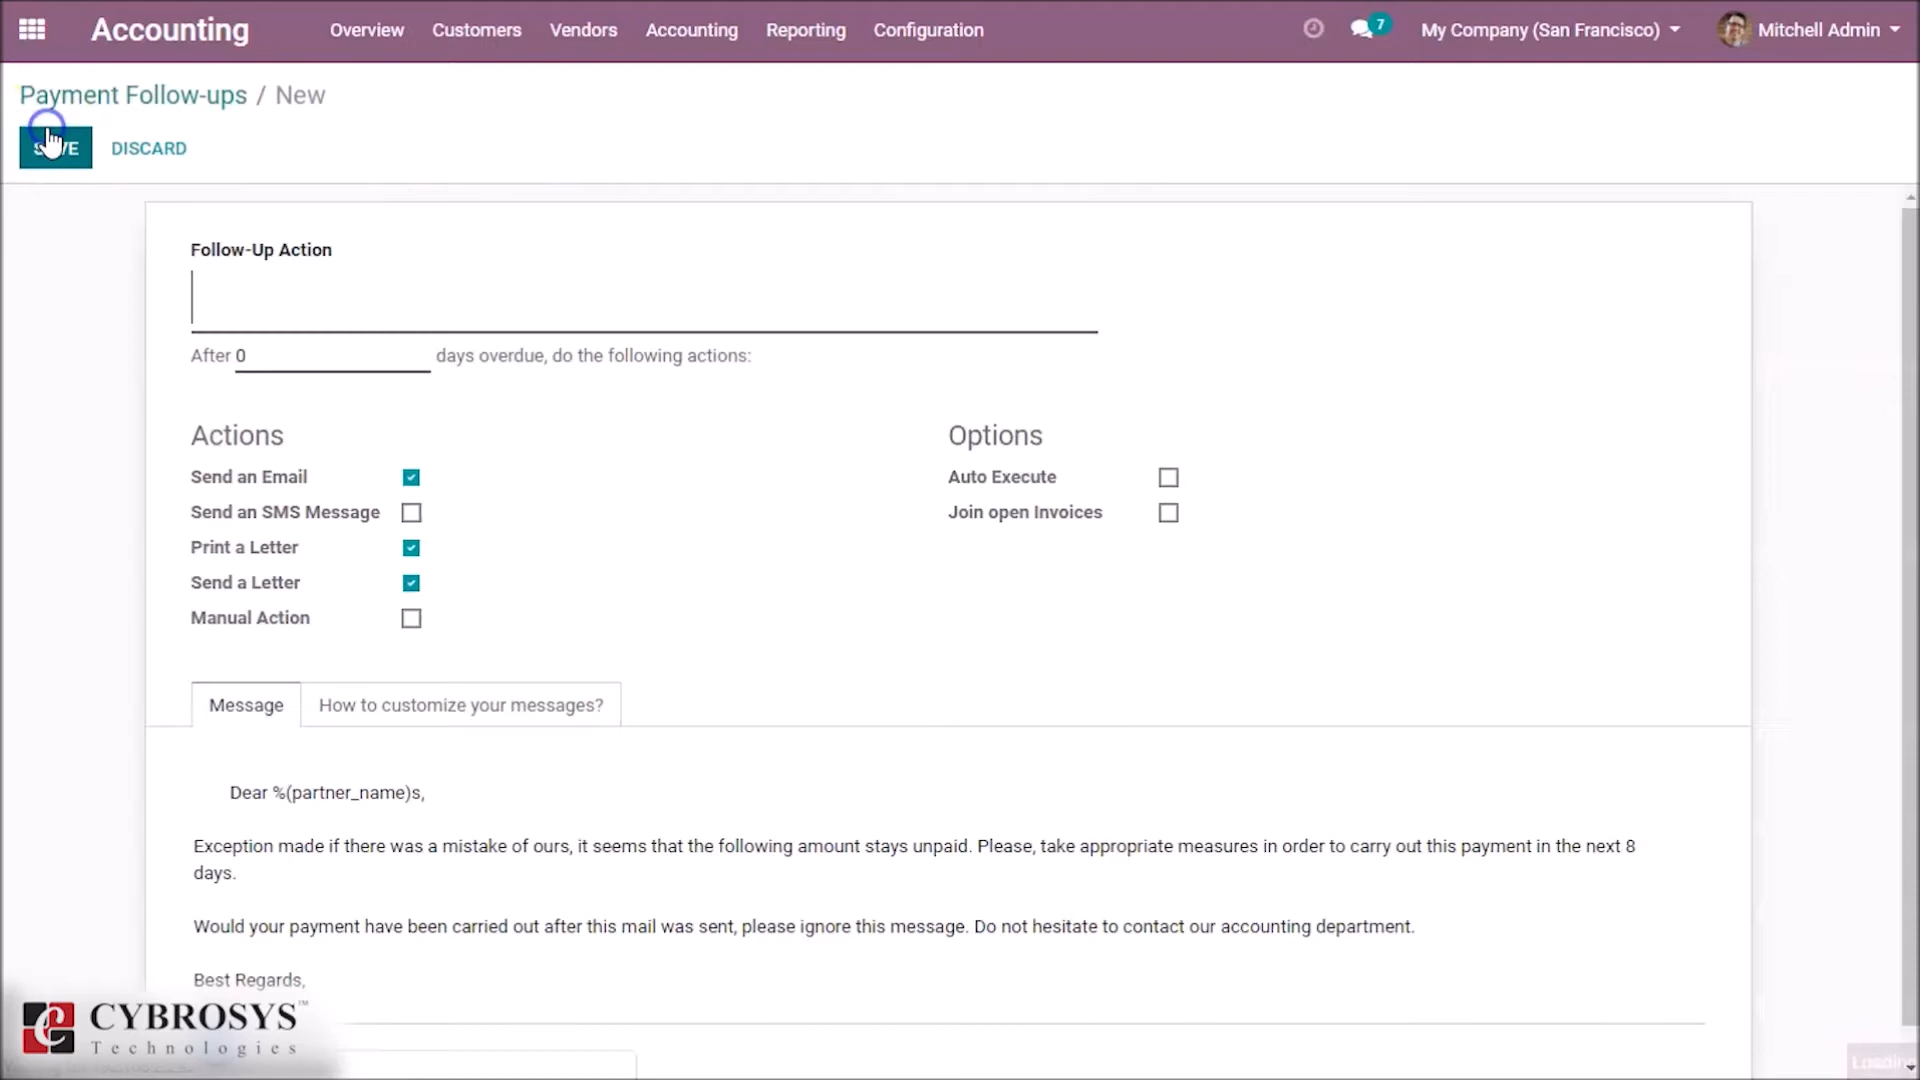 Accounting Overview Customers Vendors Accounting Reporting Configuration 7 My Company (San Francisco) Mitchell Admin
Payment Follow-ups / New
DISCARD
Follow-Up Action
After 0 days overdue, do the following actions:
Actions Options
Send an Email Auto Execute
Send an SMS Message Join open Invoices
Print a Letter
Send a Letter
Manual Action
Message How to customize your messages?
Dear %(partner_name)s,
Exception made if there was a mistake of ours, it seems that the following amount stays unpaid. Please, take appropriate measures in order to carry out this payment in the next 8
days.
Would your payment have been carried out after this mail was sent, please ignore this message. Do not hesitate to contact our accounting department.
Best Regards,
CYBROSYS™
Technologies
Loading